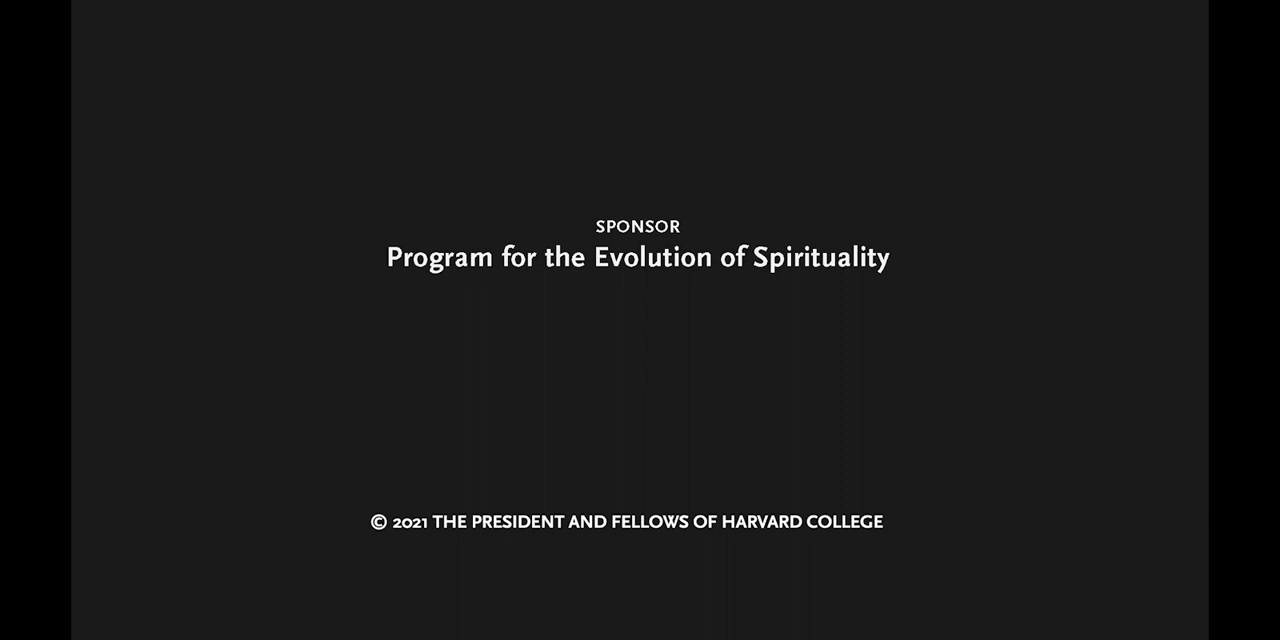 SPONSOR
Program for the Evolution of Spirituality
© 2021 THE PRESIDENT AND FELLOWS OF HARVARD COLLEGE